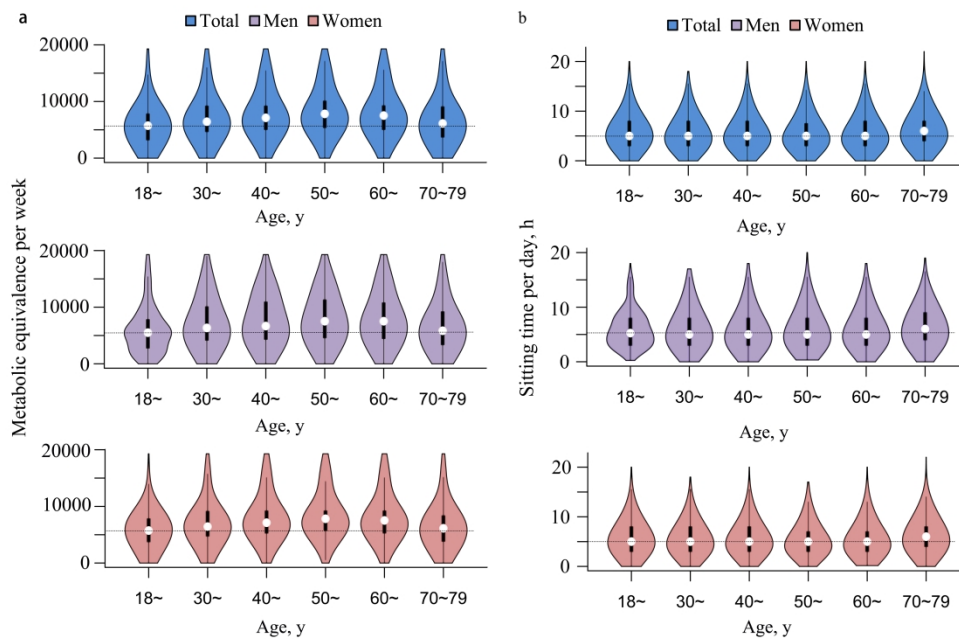 a
Total Men Women
Metabolic equivalence per week
20000
10000
0
18~ 30~ 40~ 50~ 60~ 70~79
Age, y
20000
10000
0
18~ 30~ 40~ 50~ 60~ 70~79
Age, y
20000
10000
0
18~ 30~ 40~ 50~ 60~ 70~79
Age, y
b
Total Men Women
Sitting time per day, h
20
10
0
18~ 30~ 40~ 50~ 60~ 70~79
Age, y
20
10
0
18~ 30~ 40~ 50~ 60~ 70~79
Age, y
20
10
0
18~ 30~ 40~ 50~ 60~ 70~79
Age, y